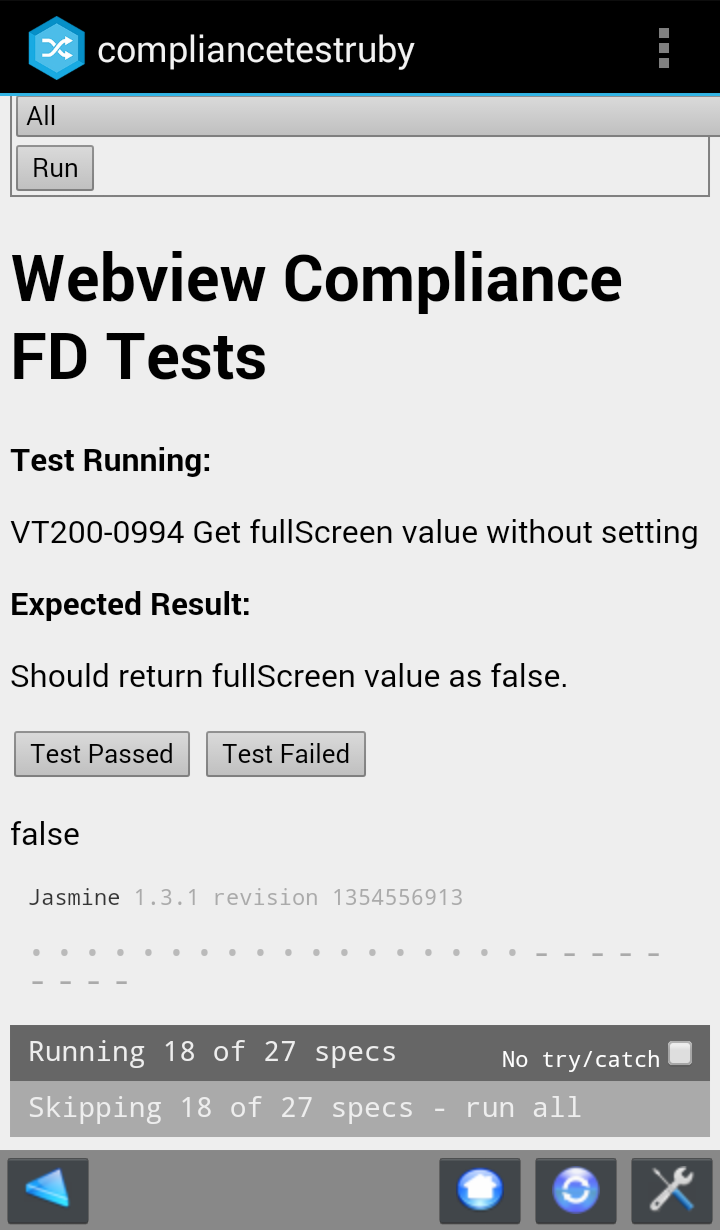 compliancetestruby
All
Run
Webview Compliance
FD Tests
Test Running:
VT200-0994 Get fullScreen value without setting
Expected Result:
Should return fullScreen value as false.
Test Passed Test Failed
false
Jasmine 1.3.1 revision 1354556913
Running 18 of 27 specs No try/catch
Skipping 18 of 27 specs - run all